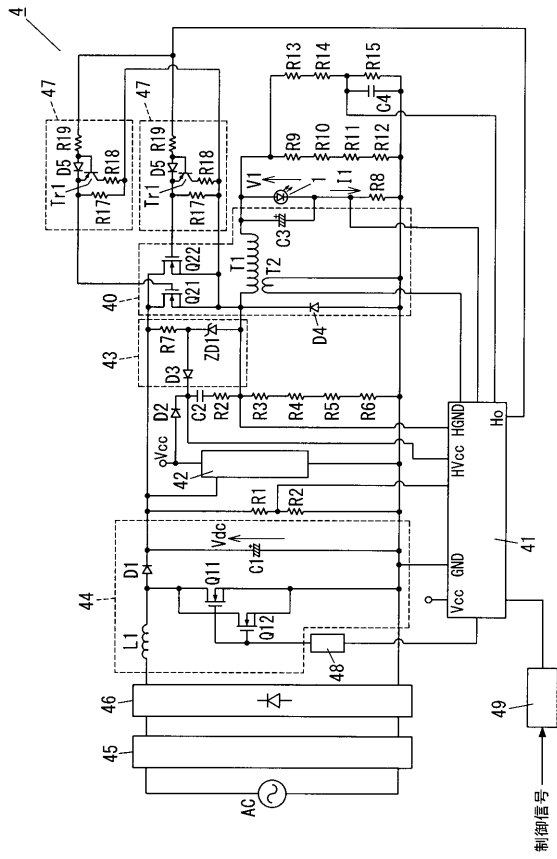 4
47
R19
D5
Tr1
R18
R17
47
R19
D5
Tr1
R18
R17
40
Q22
Q21
43
R7
ZD1
D3
D2
C2
R2
R3
R4
R5
R6
Vcc
42
R1
R2
44
D1
Vdc
C1
Q11
Q12
L1
48
46
45
AC
R13
R14
R15
C4
R9
R10
R11
R12
V1
1
I1
R8
C3
T1
T2
D4
HGND
Ho
HVcc
41
GND
Vcc
49
制御信号